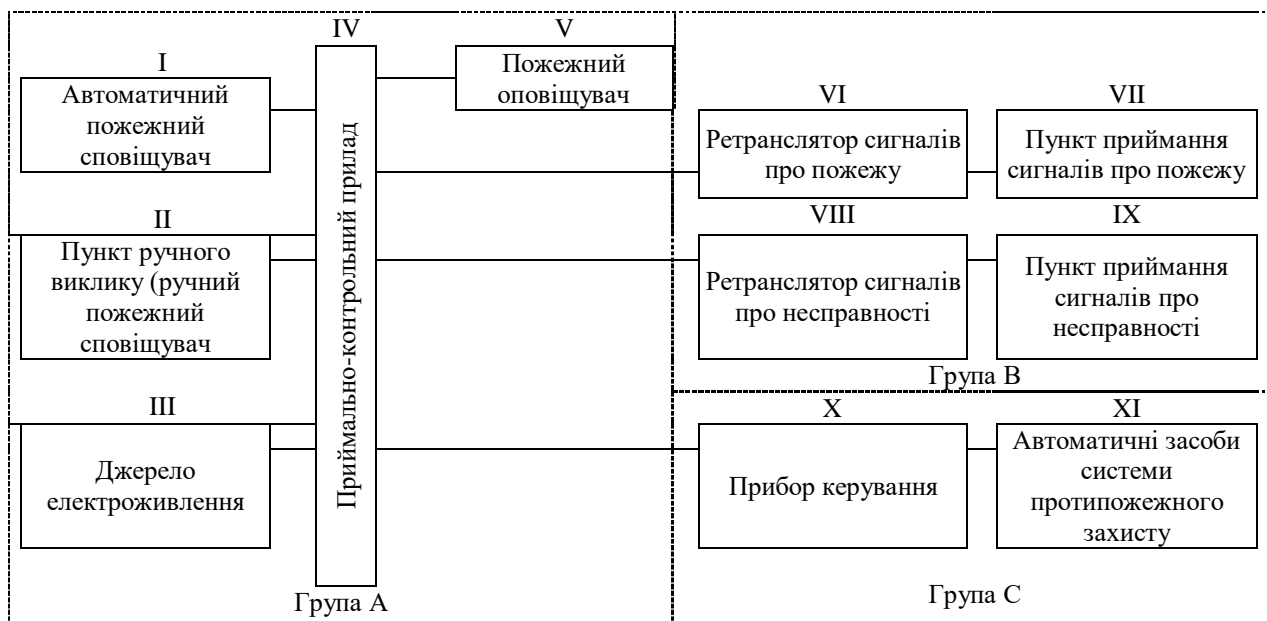 IV
V
I
Пожежний
оповіщувач
Автоматичний
пожежний
сповіщувач
VI
VII
Ретранслятор сигналів
про пожежу
Пункт приймання
сигналів про пожежу
II
VIII
IX
Пункт ручного
виклику (ручний
пожежний
сповіщувач
Приймально-контрольний прилад
Ретранслятор сигналів
про несправності
Пункт приймання
сигналів про
несправності
Група В
III
X
XI
Джерело
електроживлення
Прибор керування
Автоматичні засоби
системи
протипожежного
захисту
Група А
Група С